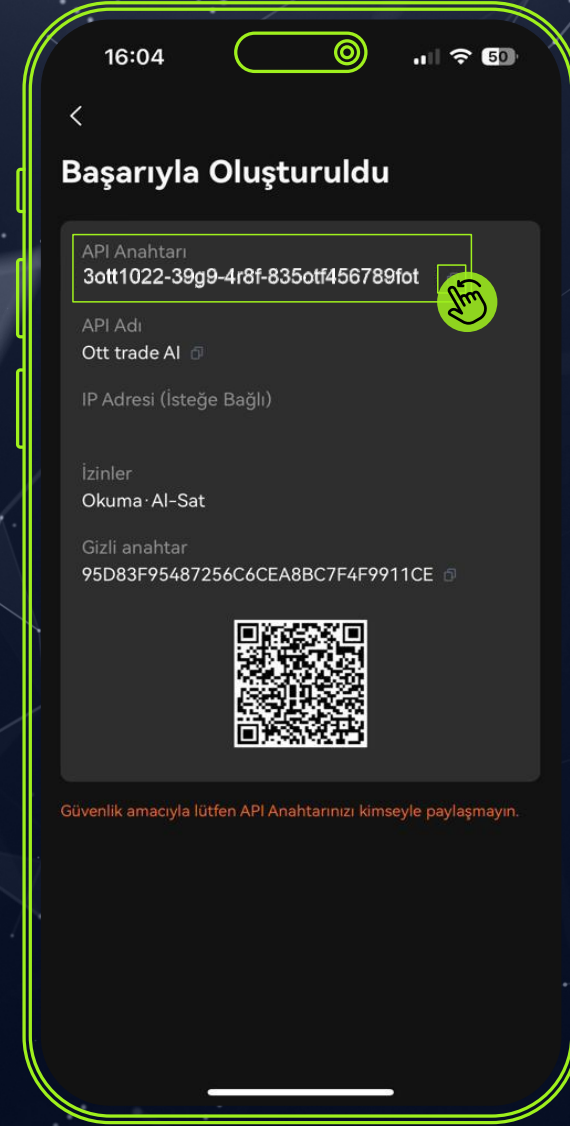 16:04
50
Başarıyla Oluşturuldu
API Anahtarı
3ott1022-39g9-4r8f-835otf456789fot
API Adı
Ott trade AI
IP Adresi (İsteğe Bağlı)
İzinler
Okuma·Al-Sat
Gizli anahtar
95D83F95487256C6CEA8BC7F4F9911CE
Güvenlik amacıyla lütfen API Anahtarınızı kimseyle paylaşmayın.